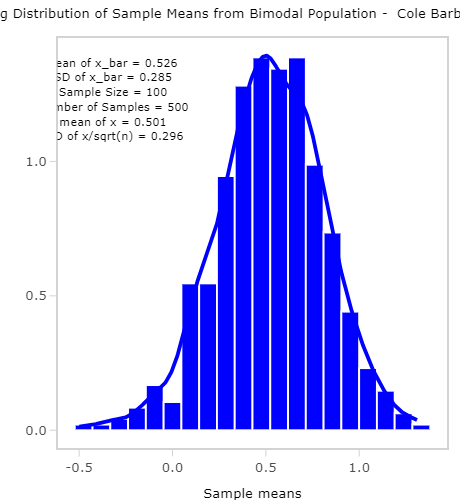 g Distribution of Sample Means from Bimodal Population - Cole Barb
ean of x_bar = 0.526
SD of x_bar = 0.285
Sample Size = 100
mber of Samples = 500
mean of x = 0.501
D of x/sqrt(n) = 0.296
1.0
0.5
0.0
-0.5 0.0 0.5 1.0
Sample means